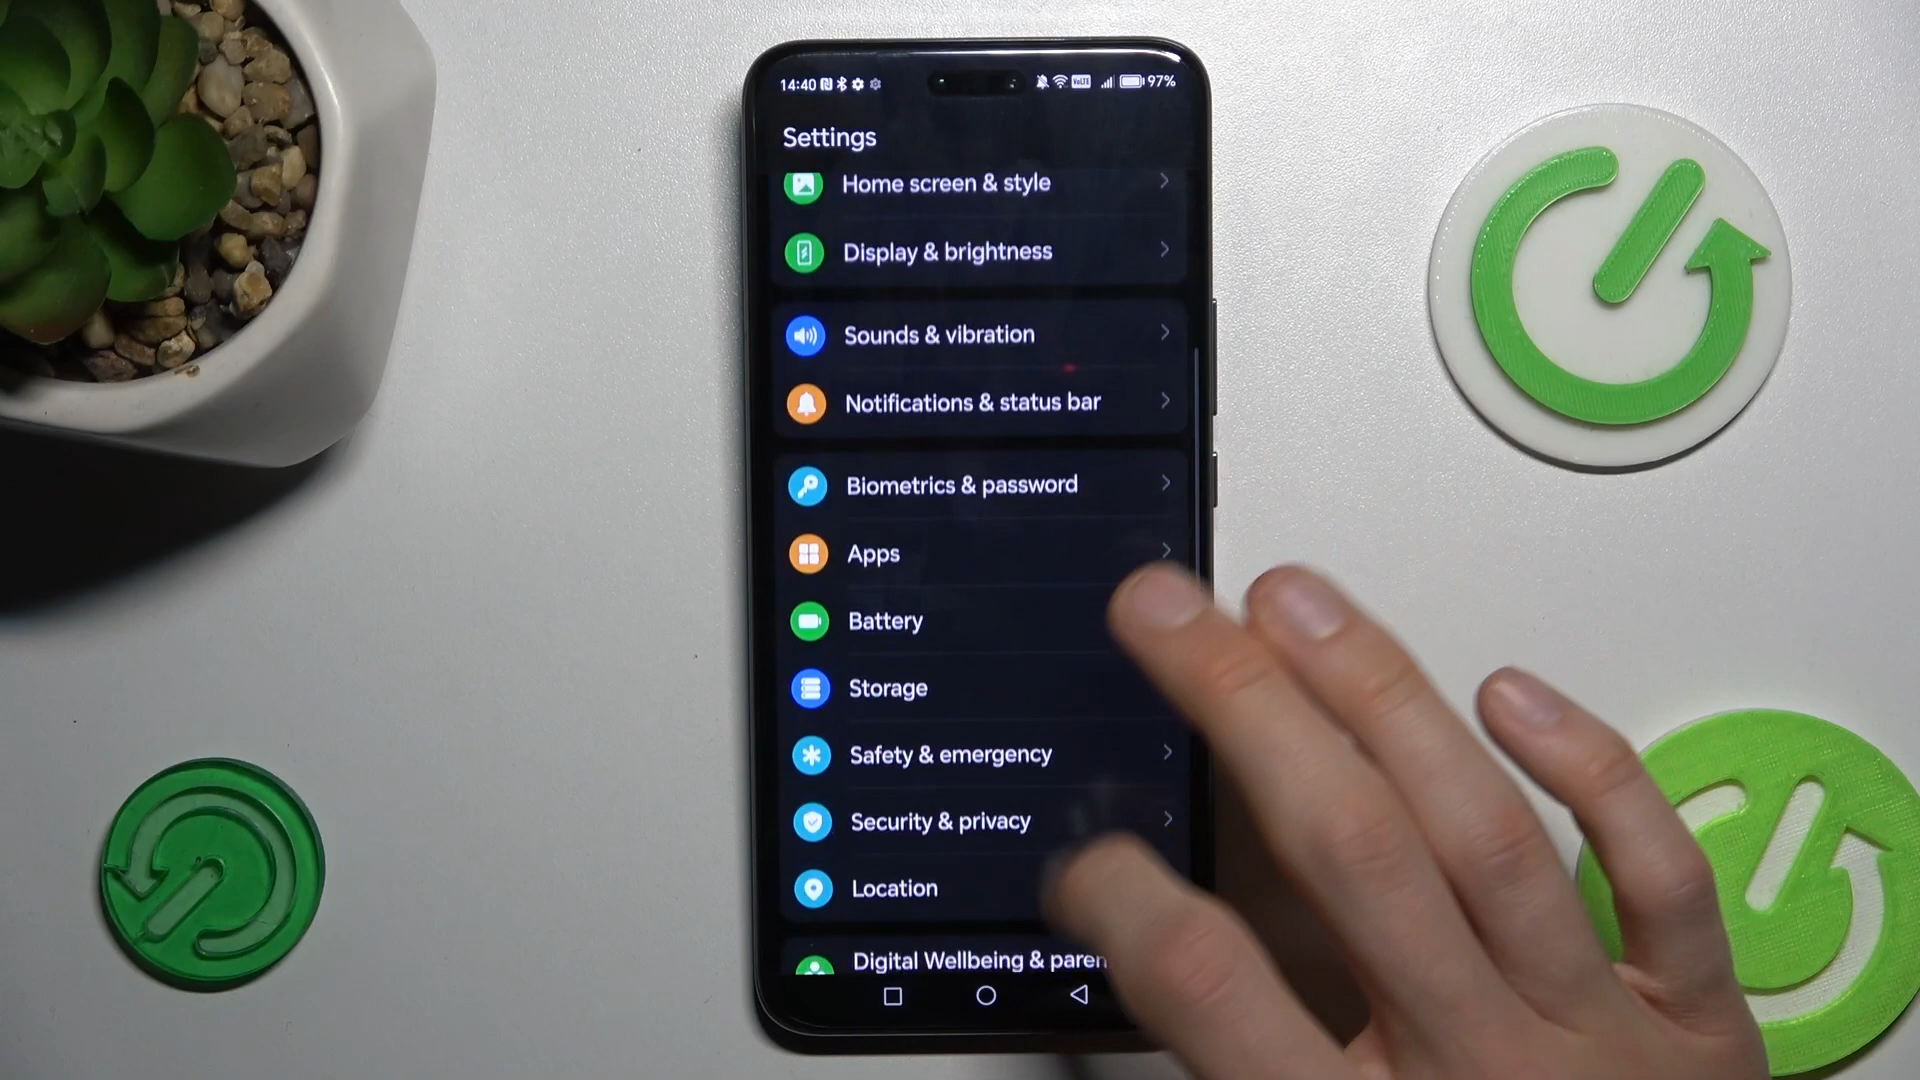 14:40 VoLTE 97%
Settings
Home screen & style
Display & brightness
Sounds & vibration
Notifications & status bar
Biometrics & password
Apps
Battery
Storage
Safety & emergency
Security & privacy
Location
Digital Wellbeing & paren